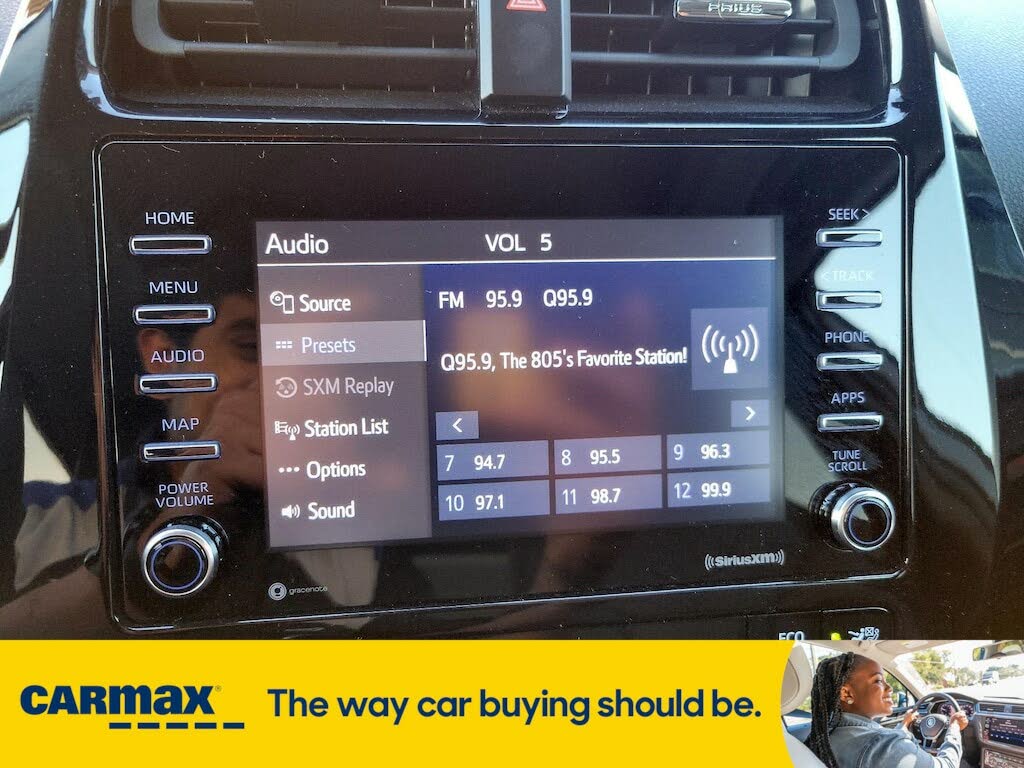 PRIUS
HOME
MENU
AUDIO
MAP
POWER
VOLUME
Audio VOL 5
Source
Presets
SXM Replay
Station List
Options
Sound
FM 95.9 Q95.9
Q95.9, The 805's Favorite Station!
< >
7 94.7 8 95.5 9 96.3
10 97.1 11 98.7 12 99.9
SEEK >
< TRACK
PHONE
APPS
TUNE
SCROLL
gracenote
((SiriusXM))
ECO
CARMAX
The way car buying should be.